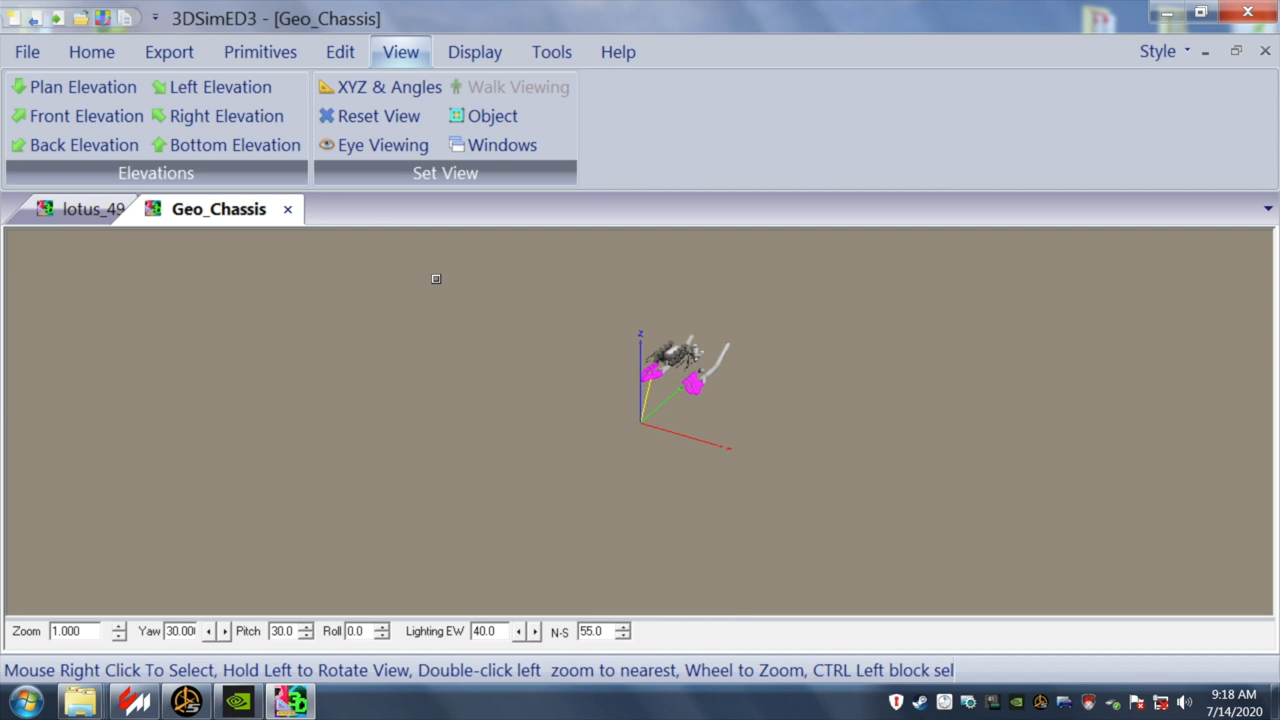 3DSimED3 - [Geo_Chassis]
File Home Export Primitives Edit View Display Tools Help Style
Plan Elevation Left Elevation XYZ & Angles Walk Viewing
Front Elevation Right Elevation Reset View Object
Back Elevation Bottom Elevation Eye Viewing Windows
Elevations Set View
lotus_49 Geo_Chassis
z
Zoom 1.000 Yaw 30.00 Pitch 30.0 Roll 0.0 Lighting EW 40.0 N-S 55.0
Mouse Right Click To Select, Hold Left to Rotate View, Double-click left zoom to nearest, Wheel to Zoom, CTRL Left block sel
9:18 AM
7/14/2020